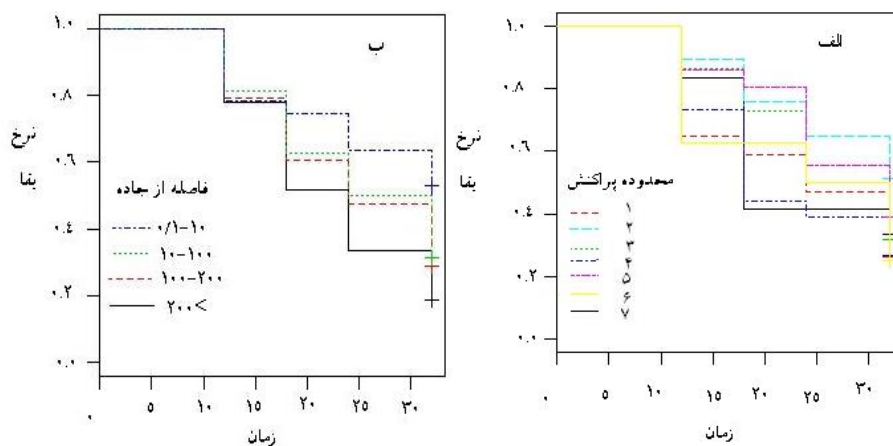 الف
نرخ
بقا
۱.۰
۰.۸
۰.۶
۰.۴
۰.۲
۰.۰
محدوده پراکنش
۱
۲
۳
۴
۵
۶
۷
۰ ۵ ۱۰ ۱۵ ۲۰ ۲۵ ۳۰
زمان
ب
نرخ
بقا
۱.۰
۰.۸
۰.۶
۰.۴
۰.۲
۰.۰
فاصله از جاده
۰/۱-۱۰
۱۰-۱۰۰
۱۰۰-۲۰۰
۲۰۰>
۰ ۵ ۱۰ ۱۵ ۲۰ ۲۵ ۳۰
زمان